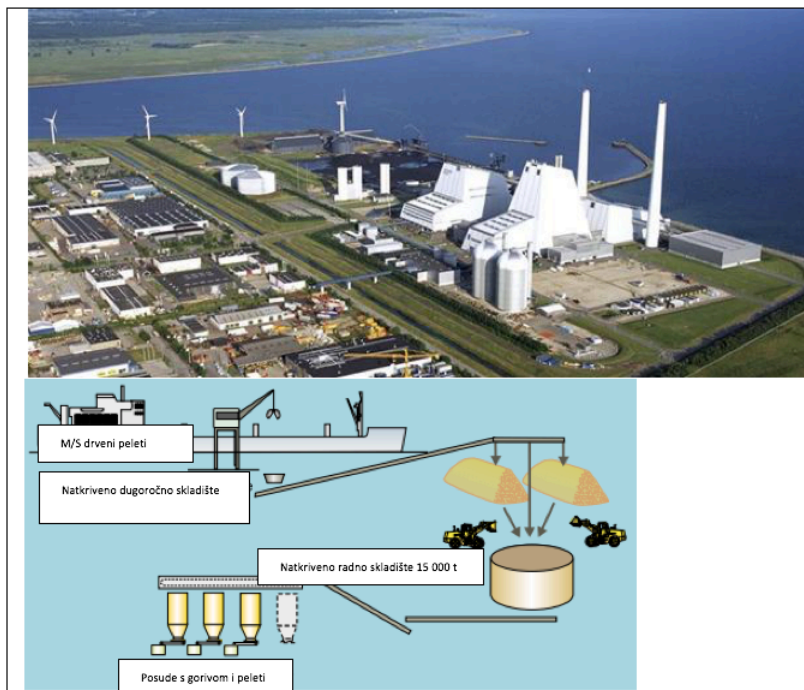 M/S drveni peleti
Natkriveno dugoročno skladište
Natkriveno radno skladište 15 000 t
Posude s gorivom i peleti